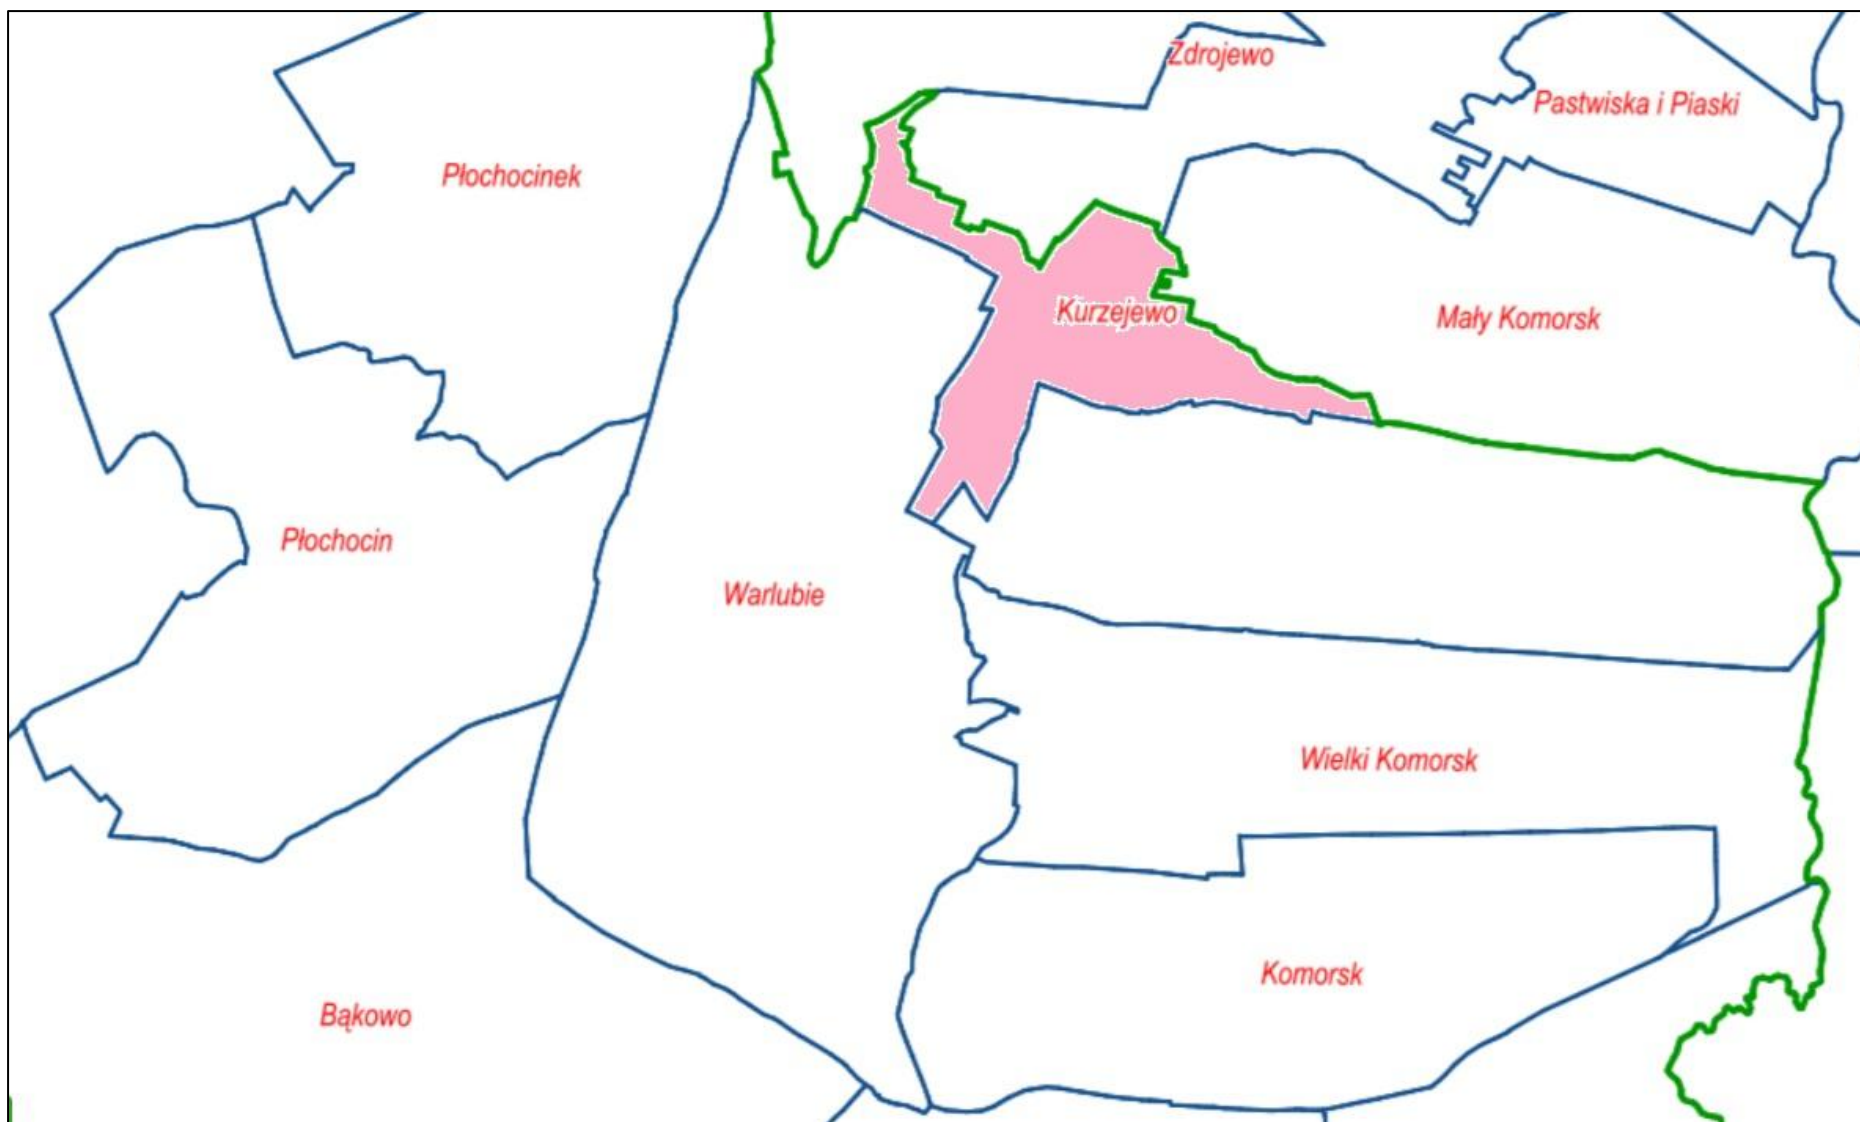 Zdrojewo
Pastwiska i Piaski
Płochocinek
Kurzejewo
Mały Komorsk
Płochocin
Warlubie
Wielki Komorsk
Komorsk
Bąkowo